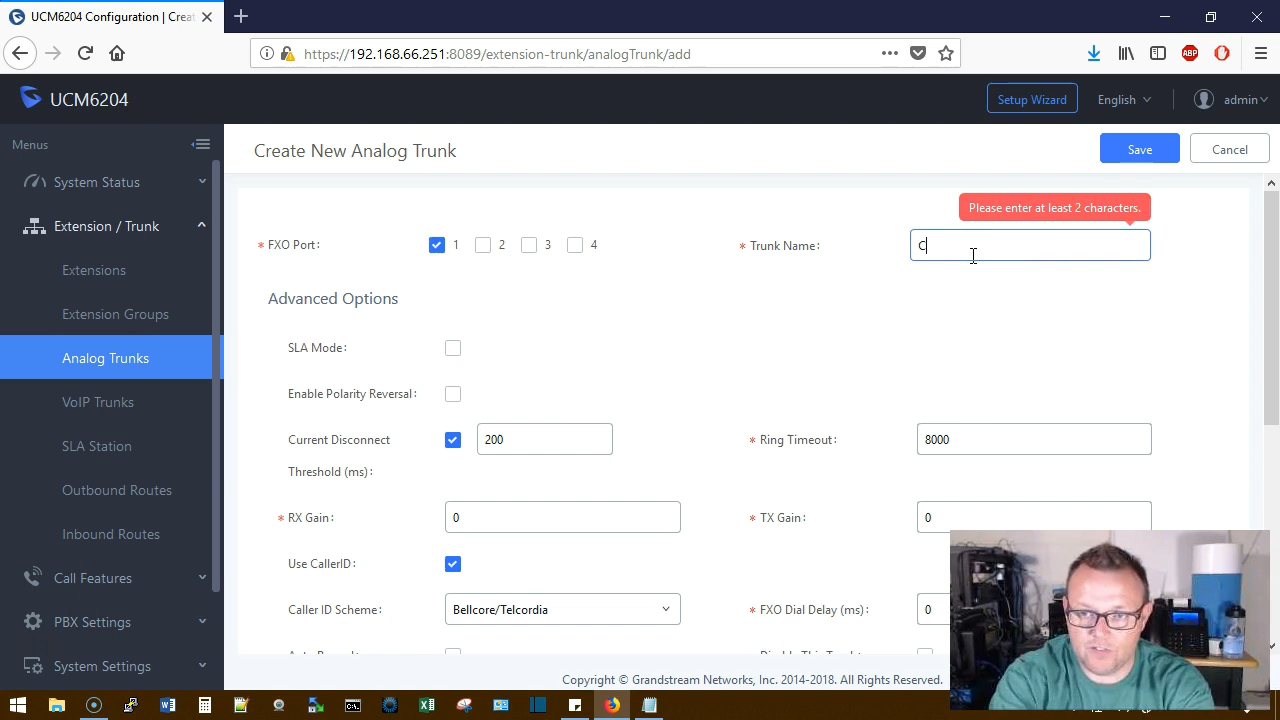 UCM6204 Configuration | Creat
https://192.168.66.251:8089/extension-trunk/analogTrunk/add
ABP
UCM6204
Setup Wizard
English
admin
Menus
System Status
Extension / Trunk
Extensions
Extension Groups
Analog Trunks
VoIP Trunks
SLA Station
Outbound Routes
Inbound Routes
Call Features
PBX Settings
System Settings
Create New Analog Trunk
Save
Cancel
Please enter at least 2 characters.
* FXO Port:
1
2
3
4
* Trunk Name:
C
Advanced Options
SLA Mode:
Enable Polarity Reversal:
Current Disconnect
Threshold (ms):
200
* Ring Timeout:
8000
* RX Gain:
0
* TX Gain:
0
Use CallerID:
Caller ID Scheme:
Bellcore/Telcordia
* FXO Dial Delay (ms):
0
Copyright © Grandstream Networks, Inc. 2014-2018. All Rights Reserved.